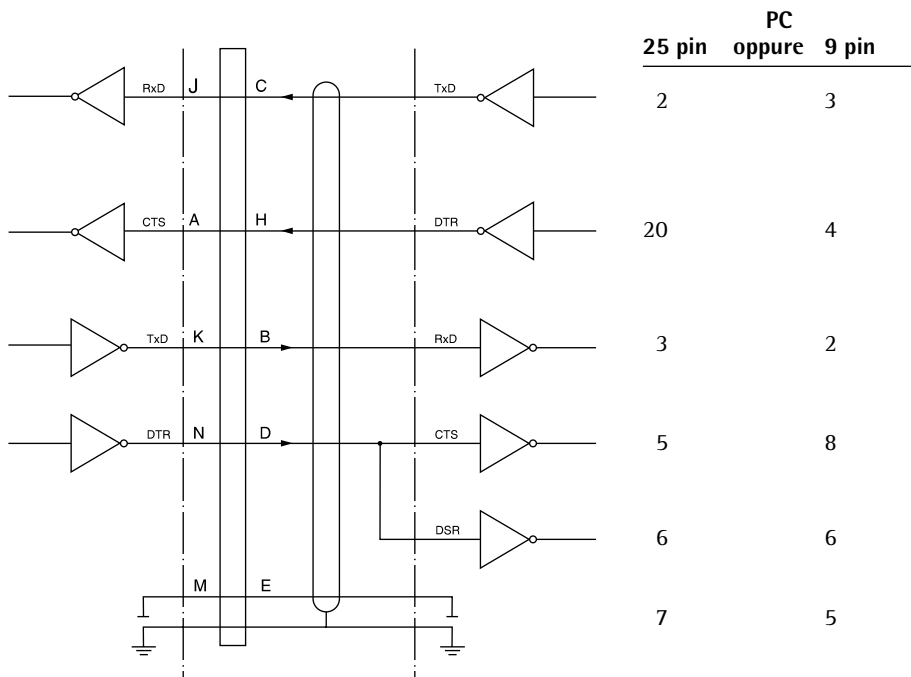 PC
25 pin oppure 9 pin
RxD J C TxD 2 3
CTS A H DTR 20 4
TxD K B RxD 3 2
DTR N D CTS 5 8
DSR 6 6
M E 7 5